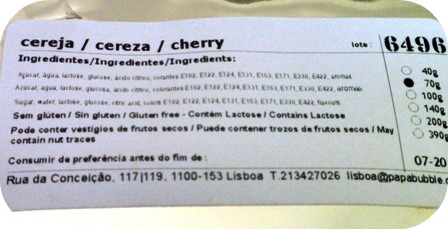 cereja / cereza / cherry
lote: 6496
Ingredientes/Ingredientes/Ingredients:
Açúcar, água, lactose, glucose, ácido cítrico, corantes E102, E122, E124, E131, E153, E171, E330, E422, aromas
Azúcar, agua, lactose, glucosa, ácido cítrico, colorantes E102, E122, E124, E131, E153, E171, E330, E422, aromas
Sugar, water, lactose, glucose, citric acid, colors E102, E122, E124, E131, E153, E171, E330, E422, flavours
Sem glúten / Sin gluten / Gluten free - Contém Lactose / Contains Lactose
Pode conter vestígios de frutos secos / Puede contener trozos de frutos secos / May
contain nut traces
40g
70g
100g
140g
200g
390g
Consumir de preferência antes do fim de:
07-20
Rua da Conceição, 117|119, 1100-153 Lisboa T.213427026 lisboa@papabubble.c